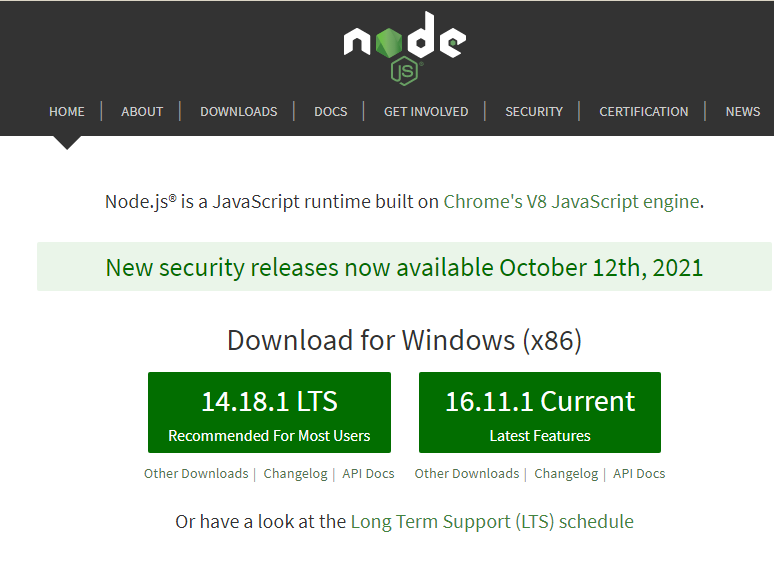 node
JS®
HOME | ABOUT | DOWNLOADS | DOCS | GET INVOLVED | SECURITY | CERTIFICATION | NEWS
Node.js® is a JavaScript runtime built on Chrome's V8 JavaScript engine.
New security releases now available October 12th, 2021
Download for Windows (x86)
14.18.1 LTS
Recommended For Most Users
16.11.1 Current
Latest Features
Other Downloads | Changelog | API Docs
Other Downloads | Changelog | API Docs
Or have a look at the Long Term Support (LTS) schedule